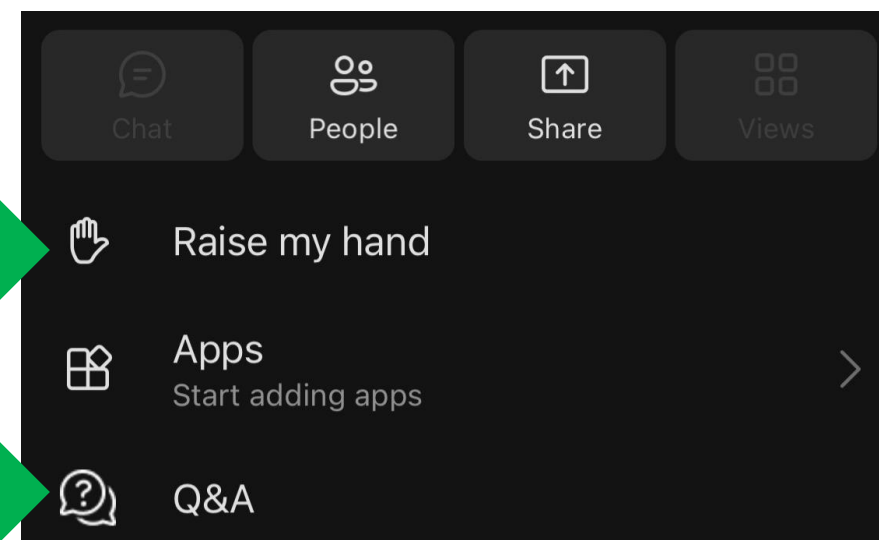 Chat
People
Share
Views
Raise my hand
Apps
Start adding apps
Q&A